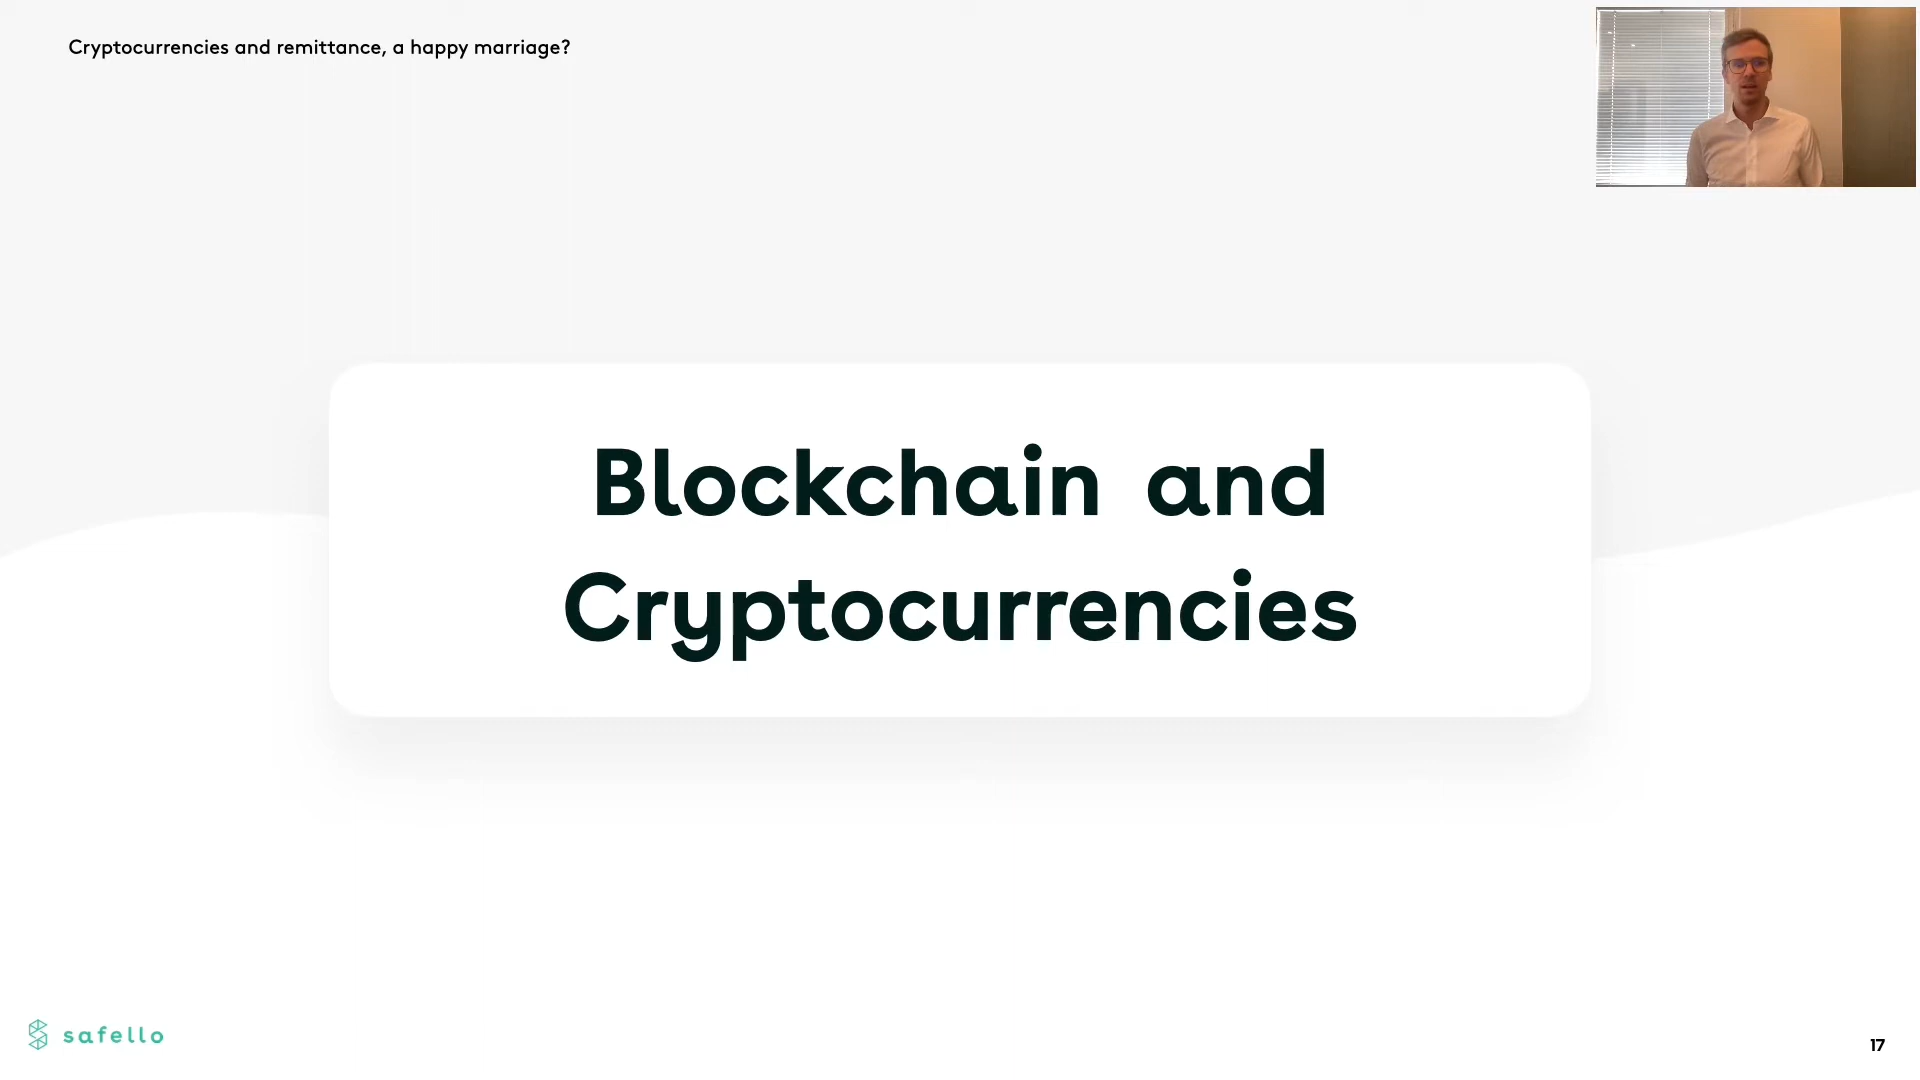 Cryptocurrencies and remittance, a happy marriage?
Blockchain and
Cryptocurrencies
safello
17